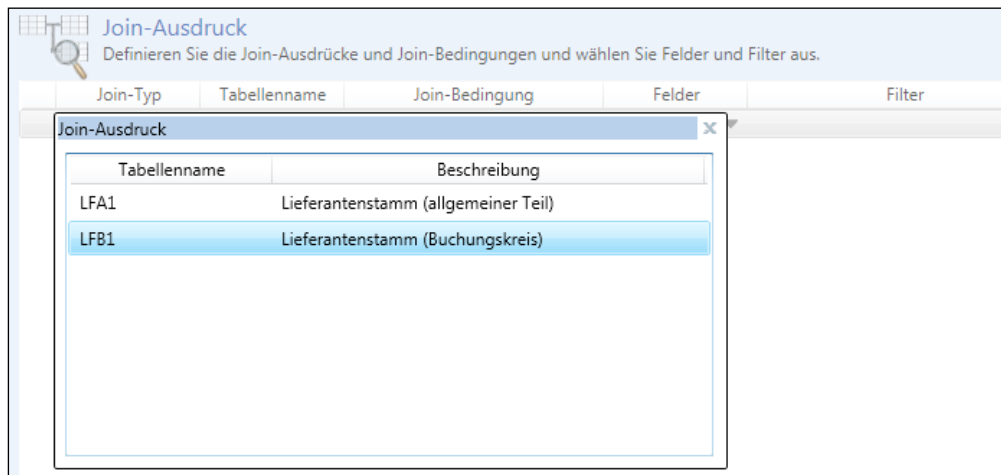 Join-Ausdruck
Definieren Sie die Join-Ausdrücke und Join-Bedingungen und wählen Sie Felder und Filter aus.
Join-Typ Tabellenname Join-Bedingung Felder Filter
Join-Ausdruck x
Tabellenname Beschreibung
LFA1 Lieferantenstamm (allgemeiner Teil)
LFB1 Lieferantenstamm (Buchungskreis)